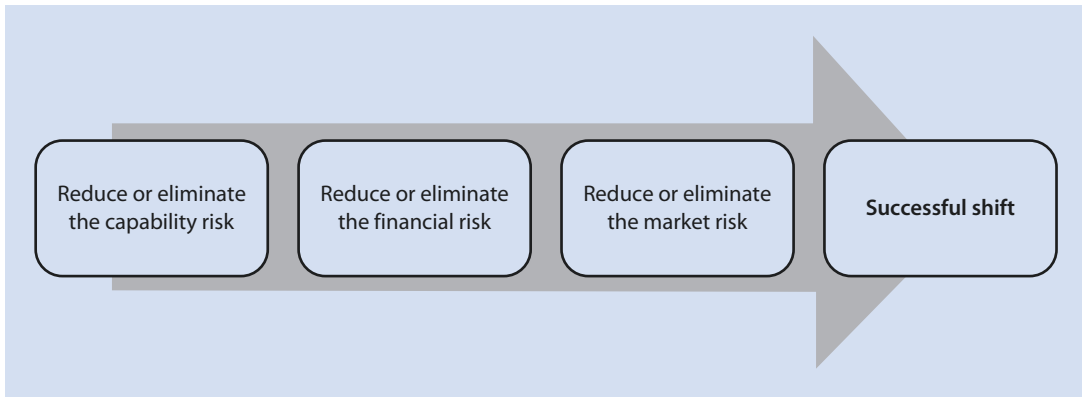 Reduce or eliminate
the capability risk
Reduce or eliminate
the financial risk
Reduce or eliminate
the market risk
Successful shift